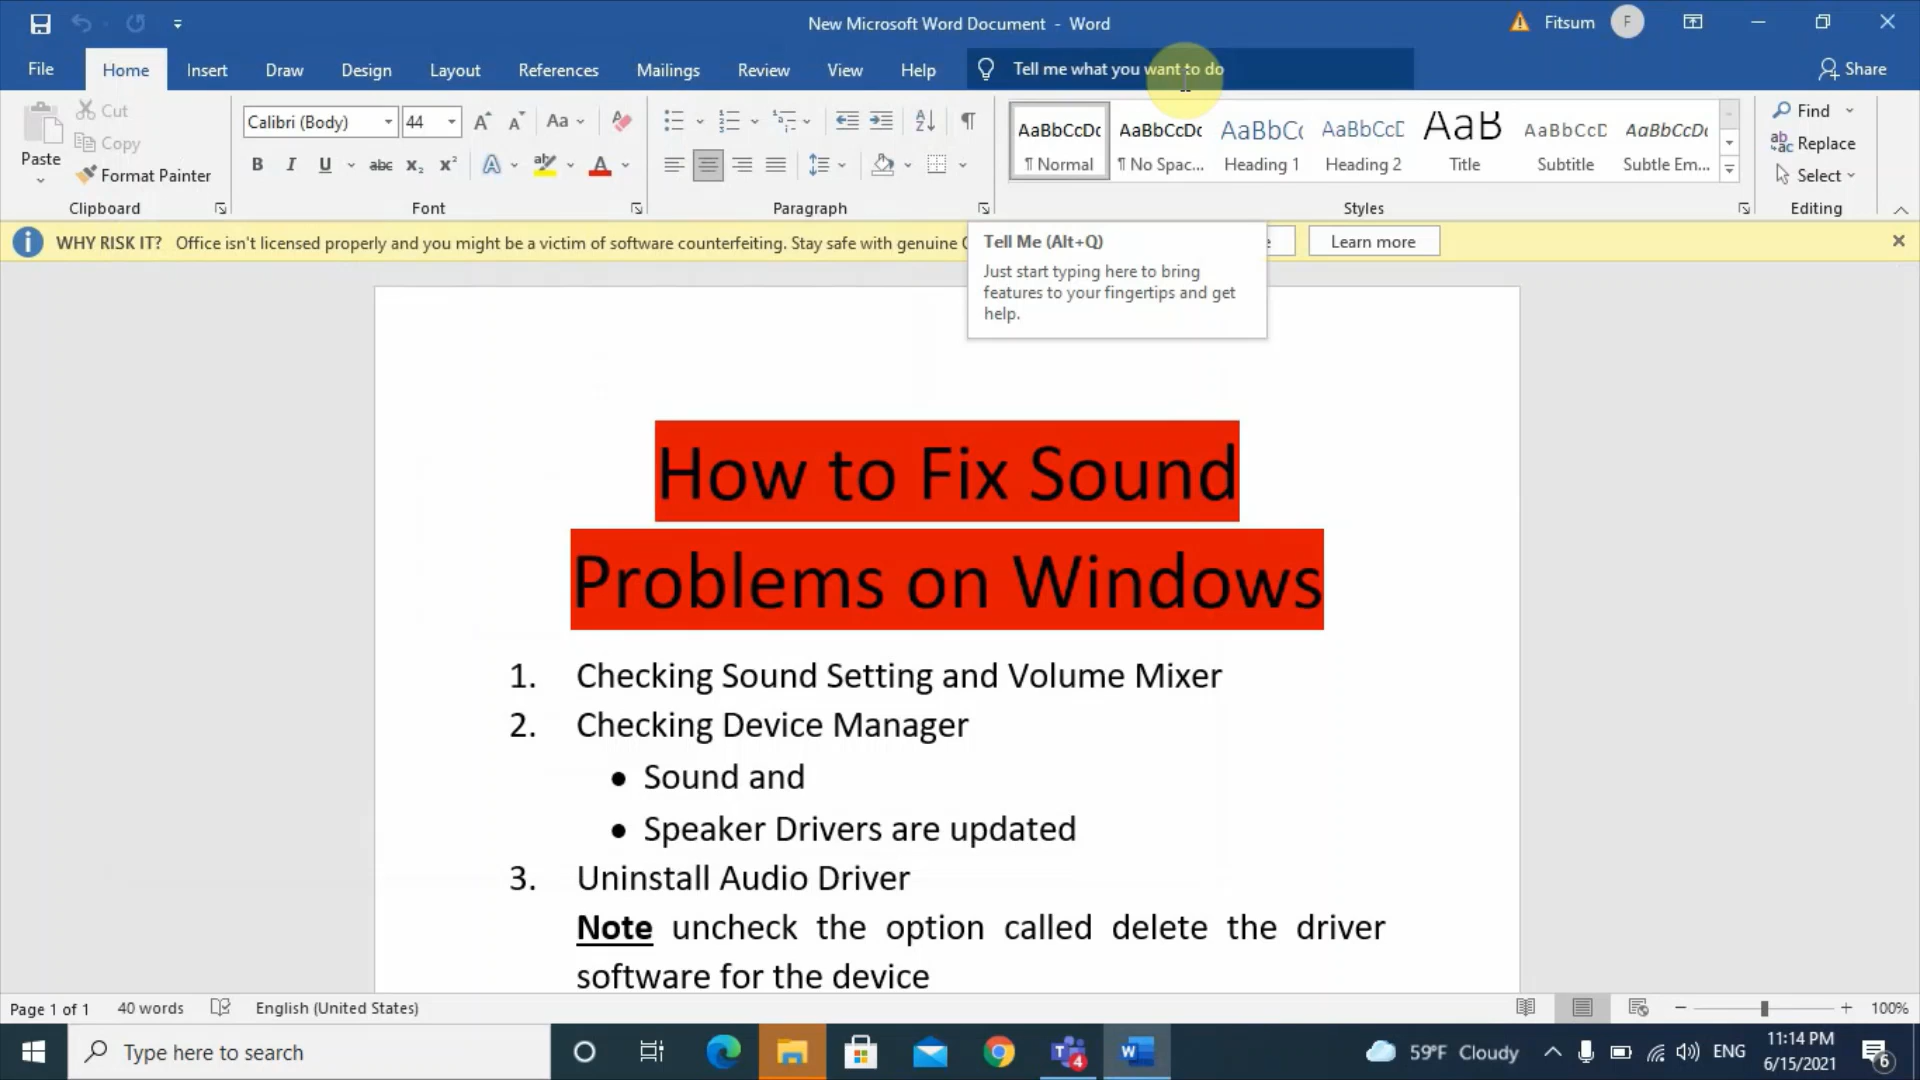 New Microsoft Word Document - Word
Fitsum
F
File Home Insert Draw Design Layout References Mailings Review View Help Tell me what you want to do Share
Paste
Cut
Copy
Format Painter
Clipboard
Calibri (Body) 44
Font
Paragraph
AaBbCcDc AaBbCcDc AaBbCc AaBbCcD AaB AaBbCcD AaBbCcDc
¶ Normal ¶ No Spac... Heading 1 Heading 2 Title Subtitle Subtle Em...
Styles
Find
Replace
Select
Editing
WHY RISK IT? Office isn't licensed properly and you might be a victim of software counterfeiting. Stay safe with genuine
Learn more
Tell Me (Alt+Q)
Just start typing here to bring
features to your fingertips and get
help.
How to Fix Sound
Problems on Windows
1. Checking Sound Setting and Volume Mixer
2. Checking Device Manager
• Sound and
• Speaker Drivers are updated
3. Uninstall Audio Driver
Note uncheck the option called delete the driver
software for the device
Page 1 of 1 40 words English (United States) 100%
Type here to search
4
59°F Cloudy
ENG
11:14 PM
6/15/2021
6